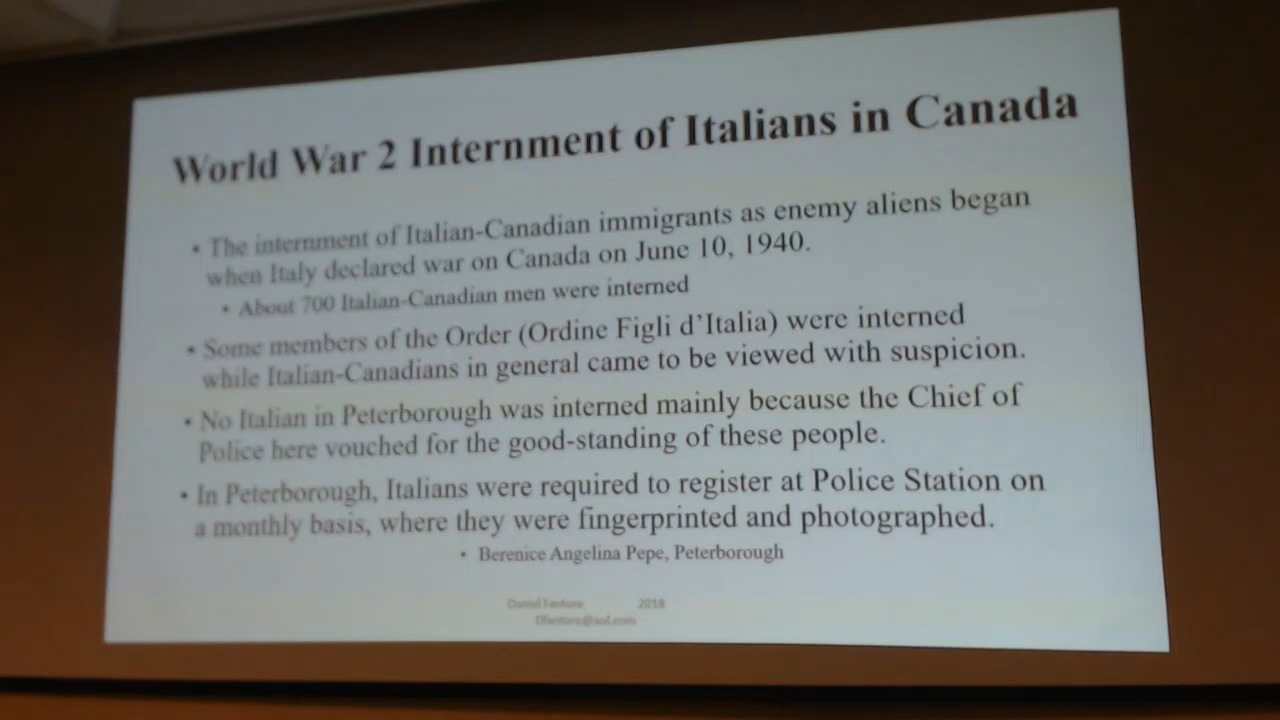 World War 2 Internment of Italians in Canada
• The internment of Italian-Canadian immigrants as enemy aliens began
when Italy declared war on Canada on June 10, 1940.
• About 700 Italian-Canadian men were interned
• Some members of the Order (Ordine Figli d'Italia) were interned
while Italian-Canadians in general came to be viewed with suspicion.
• No Italian in Peterborough was interned mainly because the Chief of
Police here vouched for the good-standing of these people.
• In Peterborough, Italians were required to register at Police Station on
a monthly basis, where they were fingerprinted and photographed.
• Berenice Angelina Pepe, Peterborough
Daniel 2018